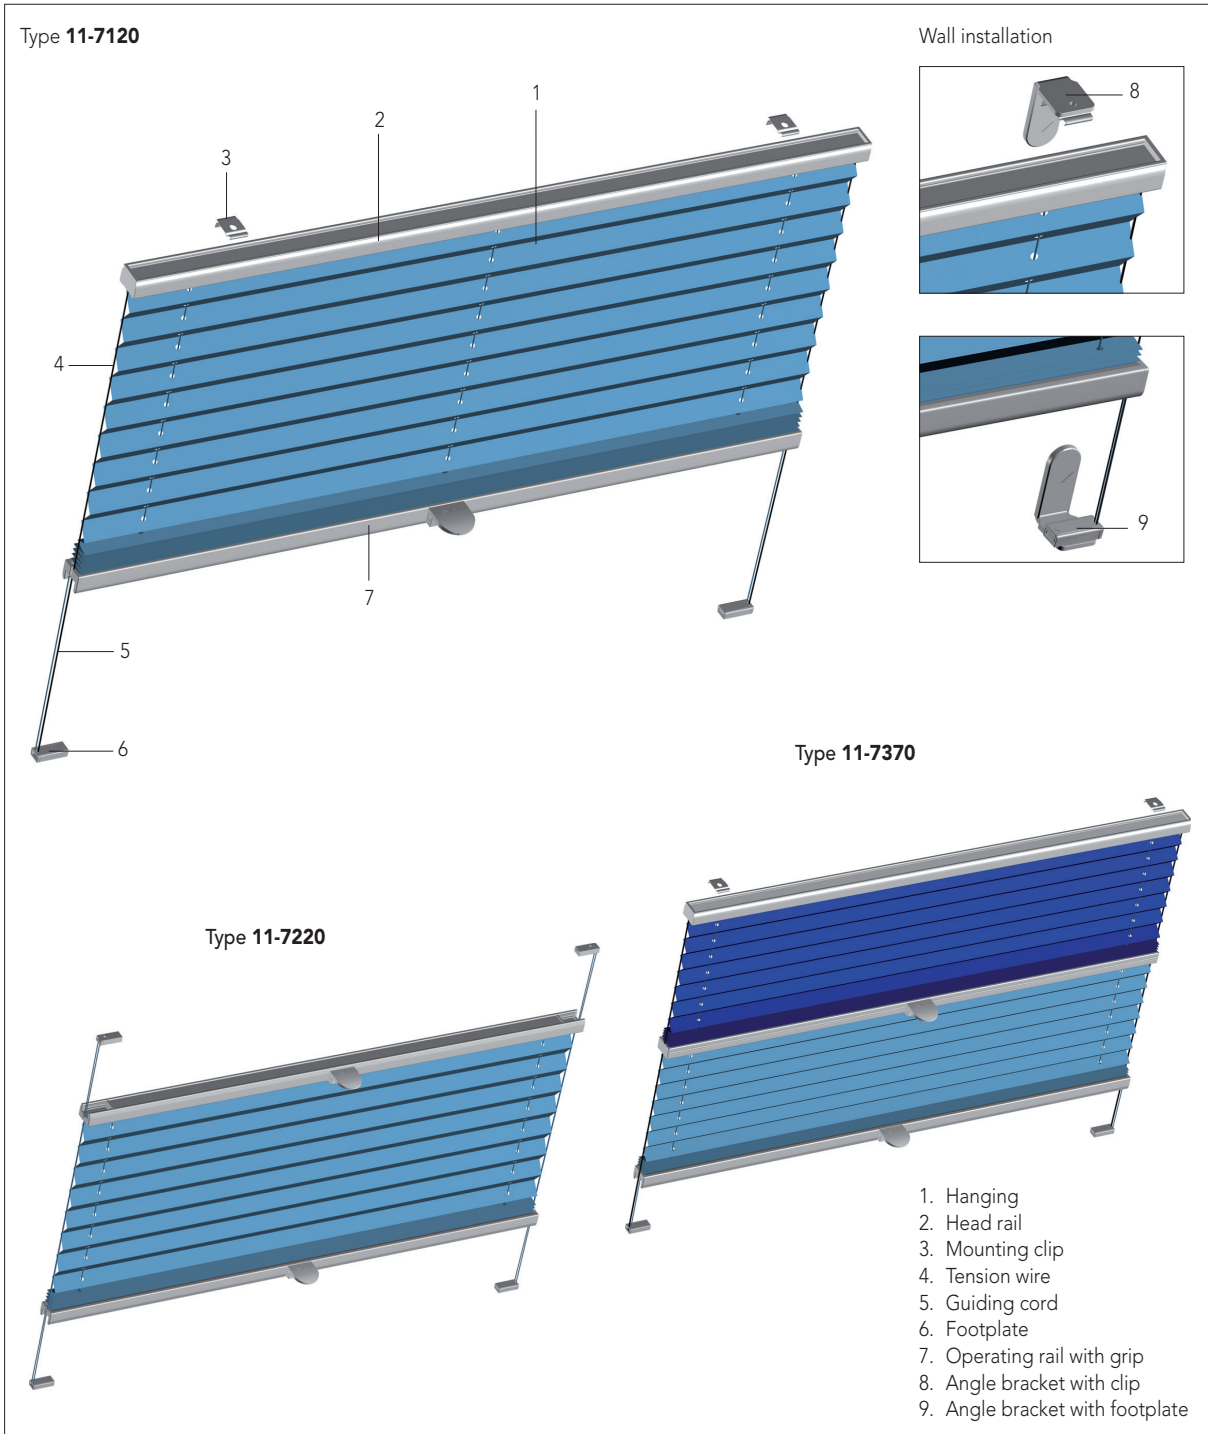 Type 11-7120
Wall installation
1
2
3
8
4
9
7
5
6
Type 11-7370
Type 11-7220
1. Hanging
2. Head rail
3. Mounting clip
4. Tension wire
5. Guiding cord
6. Footplate
7. Operating rail with grip
8. Angle bracket with clip
9. Angle bracket with footplate